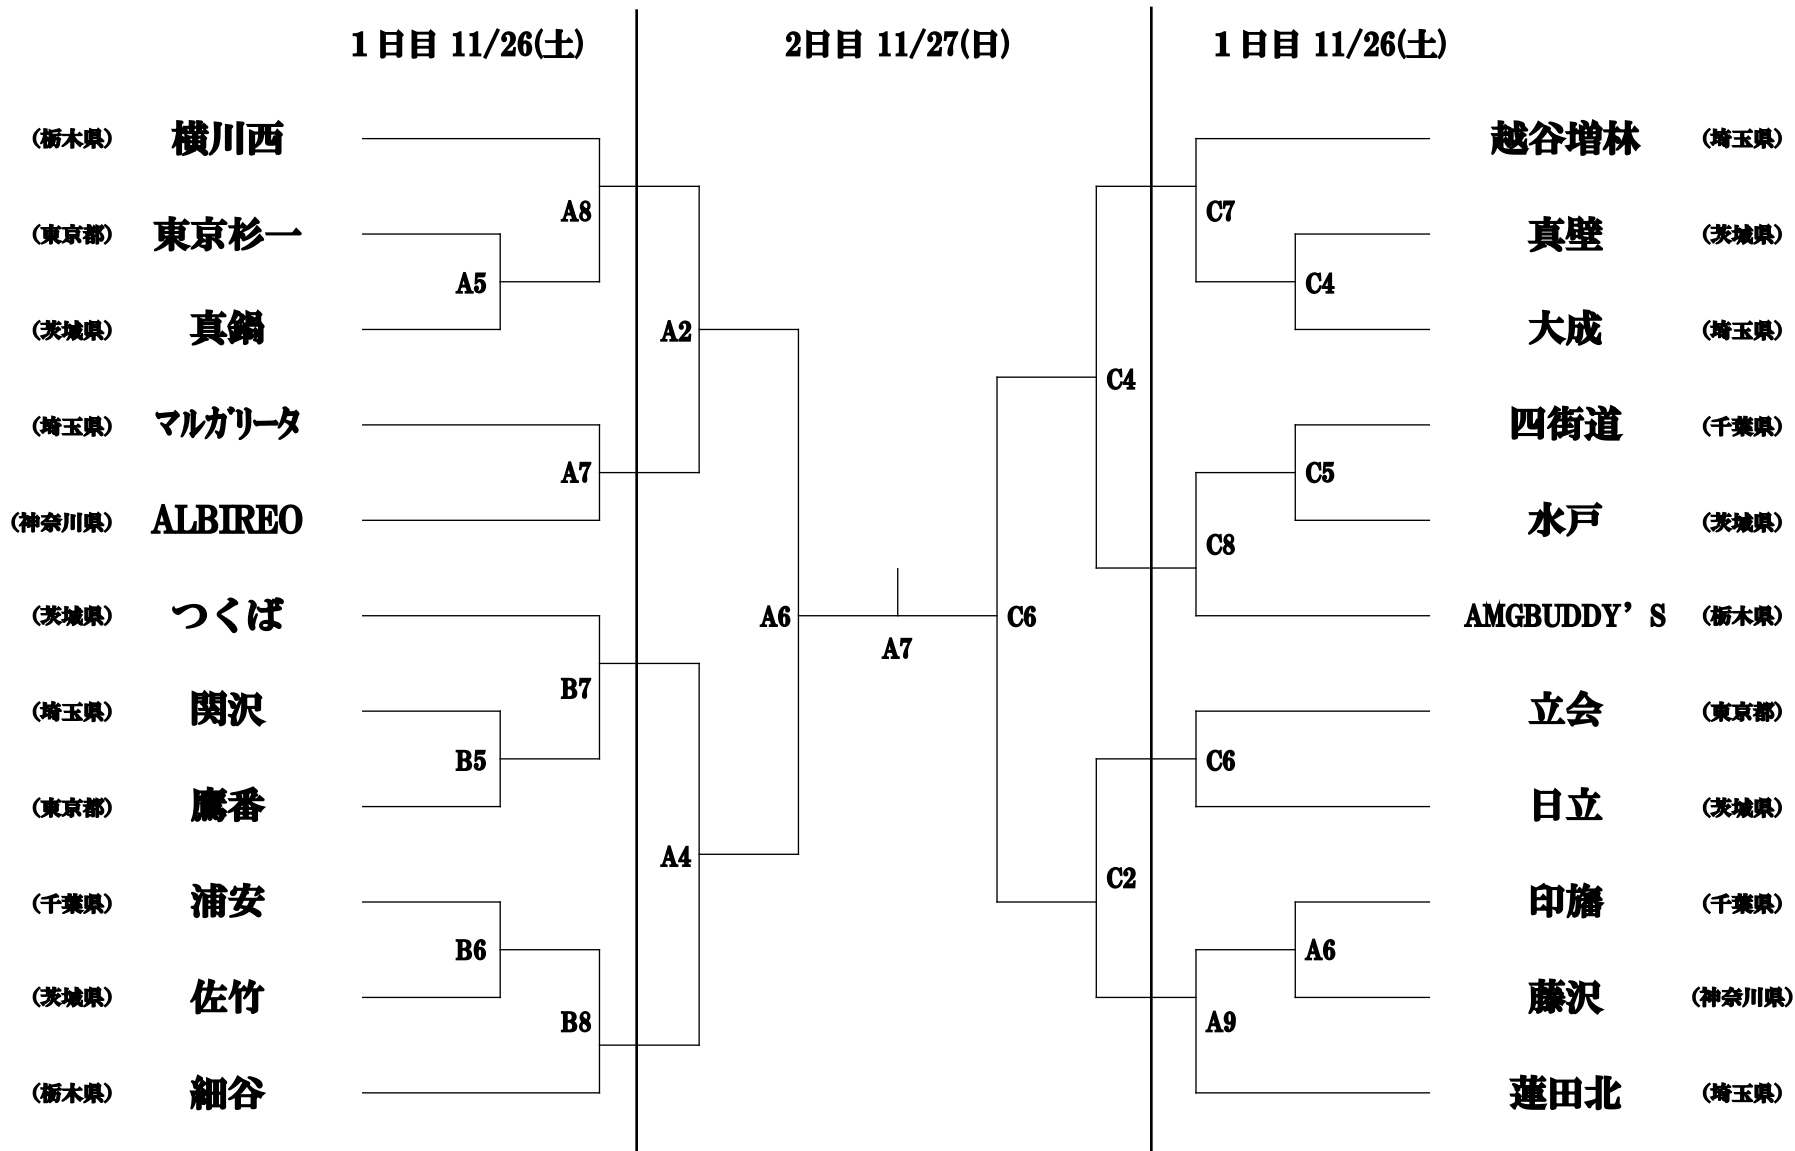 １日目 11/26(土) 2日目 11/27(日) １日目 11/26(土)
（栃木県） 横川西 越谷増林 （埼玉県）
A8 C7
（東京都） 東京杉一 真壁 （茨城県）
A5 C4
（茨城県） 真鍋 A2 大成 （埼玉県）
C4
（埼玉県） マルガリータ 四街道 （千葉県）
A7 C5
（神奈川県） ALBIREO 水戸 （茨城県）
C8
（茨城県） つくば A6 C6 AMGBUDDY’S （栃木県）
A7
B7
（埼玉県） 関沢 立会 （東京都）
B5 C6
（東京都）鷹番 日立 （茨城県）
A4 C2
（千葉県） 浦安 印旛 （千葉県）
B6 A6
（茨城県） 佐竹 藤沢 （神奈川県）
B8 A9
（栃木県） 細谷 蓮田北 （埼玉県）